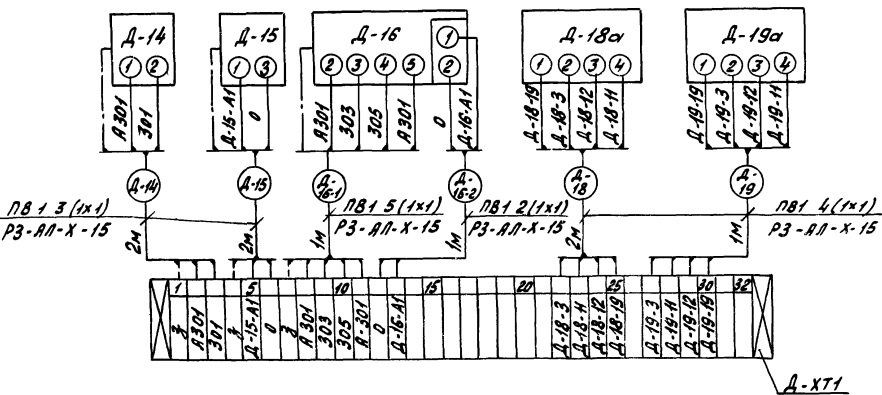 Д-14
Д-15
Д-16
Д-18а
Д-19а
1 2
1 3
2 3 4 5
1
2
1 2 3 4
1 2 3 4
А301
301
Д-15-А1
0
А301
303
305
А301
0
Д-16-А1
Д-18-19
Д-18-3
Д-18-12
Д-18-11
Д-19-19
Д-19-3
Д-19-12
Д-19-11
Д-14
Д-15
Д-16-1
Д-16-2
Д-18
Д-19
ПВ1 3(1×1)
РЗ-АЛ-Х-15
ПВ1 5(1×1)
РЗ-АЛ-Х-15
ПВ1 2(1×1)
РЗ-АЛ-Х-15
ПВ1 4(1×1)
РЗ-АЛ-Х-15
2м
2м
1м
1м
2м
1м
1 5 10 15 20 25 30 32
А301
301
Д-15-А1
0
А301
303
305
А-301
0
Д-16-А1
Д-18-3
Д-18-11
Д-18-12
Д-18-19
Д-19-3
Д-19-11
Д-19-12
Д-19-19
Д-ХТ1